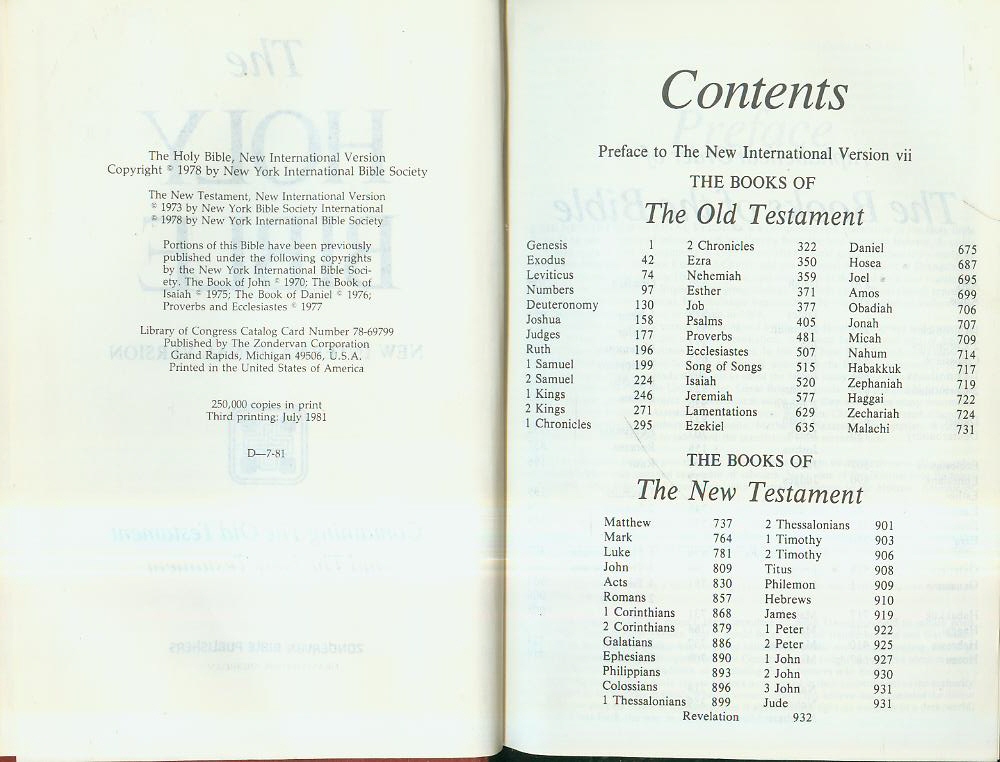 The Holy Bible, New International Version
Copyright © 1978 by New York International Bible Society
The New Testament, New International Version
© 1973 by New York Bible Society International
© 1978 by New York International Bible Society
Portions of this Bible have been previously
published under the following copyrights
by the New York International Bible Soci-
ety. The Book of John © 1970; The Book of
Isaiah © 1975; The Book of Daniel © 1976;
Proverbs and Ecclesiastes © 1977
Library of Congress Catalog Card Number 78-69799
Published by The Zondervan Corporation
Grand Rapids, Michigan 49506, U.S.A.
Printed in the United States of America
250,000 copies in print
Third printing: July 1981
D—7-81
Contents
Preface to The New International Version vii
THE BOOKS OF
The Old Testament
Genesis 1
Exodus 42
Leviticus 74
Numbers 97
Deuteronomy 130
Joshua 158
Judges 177
Ruth 196
1 Samuel 199
2 Samuel 224
1 Kings 246
2 Kings 271
1 Chronicles 295
2 Chronicles 322
Ezra 350
Nehemiah 359
Esther 371
Job 377
Psalms 405
Proverbs 481
Ecclesiastes 507
Song of Songs 515
Isaiah 520
Jeremiah 577
Lamentations 629
Ezekiel 635
Daniel 675
Hosea 687
Joel 695
Amos 699
Obadiah 706
Jonah 707
Micah 709
Nahum 714
Habakkuk 717
Zephaniah 719
Haggai 722
Zechariah 724
Malachi 731
THE BOOKS OF
The New Testament
Matthew 737
Mark 764
Luke 781
John 809
Acts 830
Romans 857
1 Corinthians 868
2 Corinthians 879
Galatians 886
Ephesians 890
Philippians 893
Colossians 896
1 Thessalonians 899
2 Thessalonians 901
1 Timothy 903
2 Timothy 906
Titus 908
Philemon 909
Hebrews 910
James 919
1 Peter 922
2 Peter 925
1 John 927
2 John 930
3 John 931
Jude 931
Revelation 932